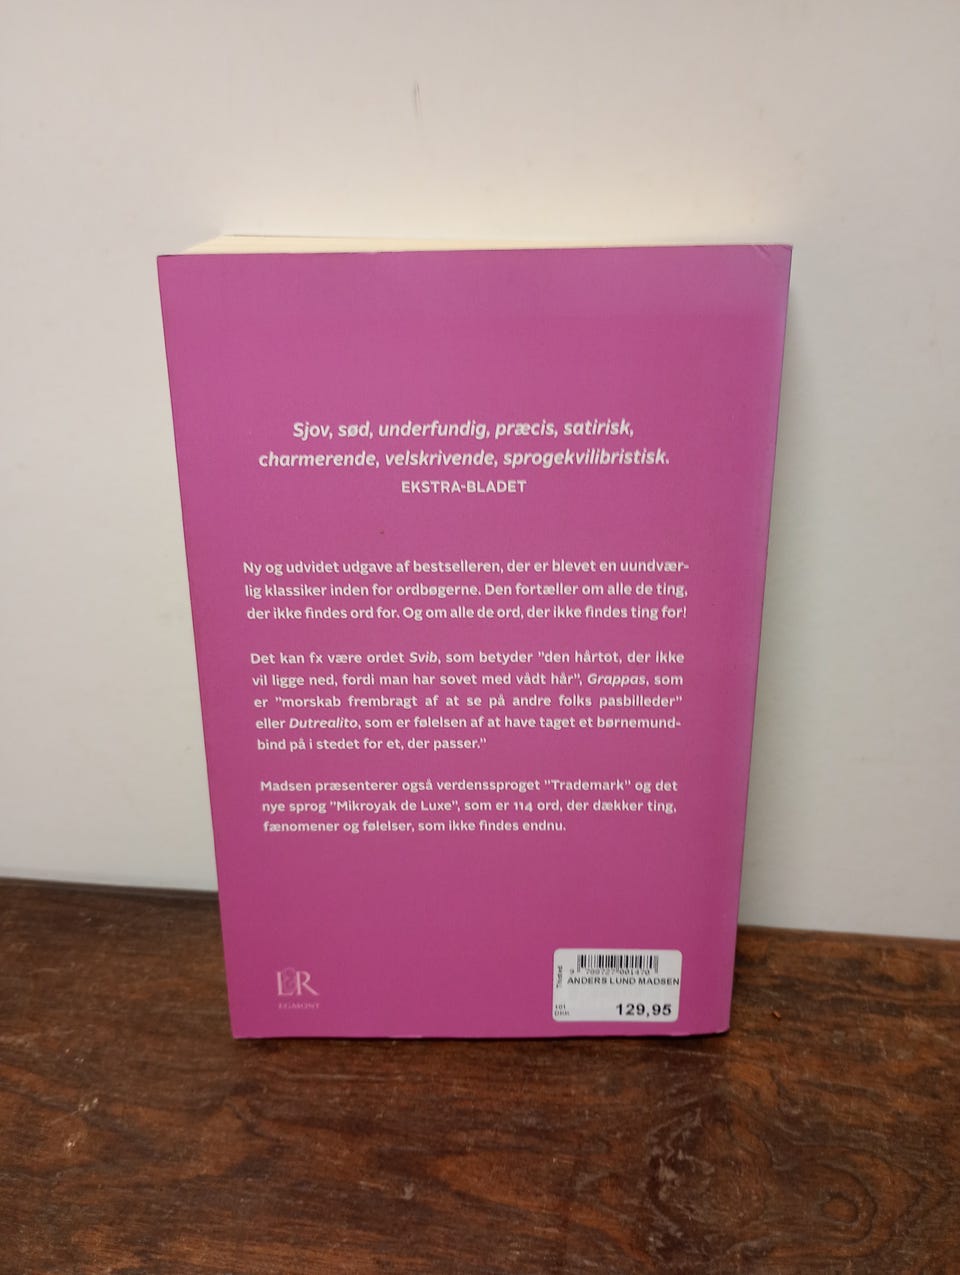 Sjov, sød, underfundig, præcis, satirisk,
charmerende, velskrivende, sprogekvilibristisk.
EKSTRA-BLADET
Ny og udvidet udgave af bestselleren, der er blevet en uundvær-
lig klassiker inden for ordbøgerne. Den fortæller om alle de ting,
der ikke findes ord for. Og om alle de ord, der ikke findes ting for!
Det kan fx være ordet Svib, som betyder ”den hårtot, der ikke
vil ligge ned, fordi man har sovet med vådt hår”, Grappas, som
er ”morskab frembragt af at se på andre folks pasbilleder”
eller Dutrealito, som er følelsen af at have taget et børnemund-
bind på i stedet for et, der passer.”
Madsen præsenterer også verdenssproget ”Trademark” og det
nye sprog ”Mikroyak de Luxe”, som er 114 ord, der dækker ting,
fænomener og følelser, som ikke findes endnu.
L&R
EGMONT
9 788727 001470
ANDERS LUND MADSEN
101
DKK
129,95